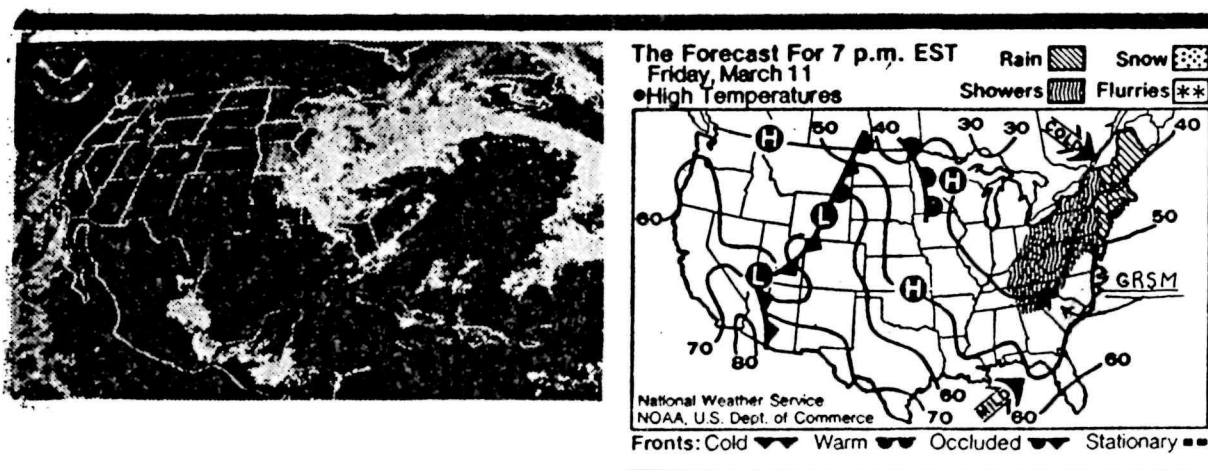 The Forecast For 7 p.m. EST
Friday, March 11
●High Temperatures
Rain Snow
Showers Flurries **
H 50 40 30 30 COLD 40
H
60 L 50
L H GRSM
70 80 60
60
70 MILD 60
National Weather Service
NOAA, U.S. Dept. of Commerce
Fronts: Cold Warm Occluded Stationary